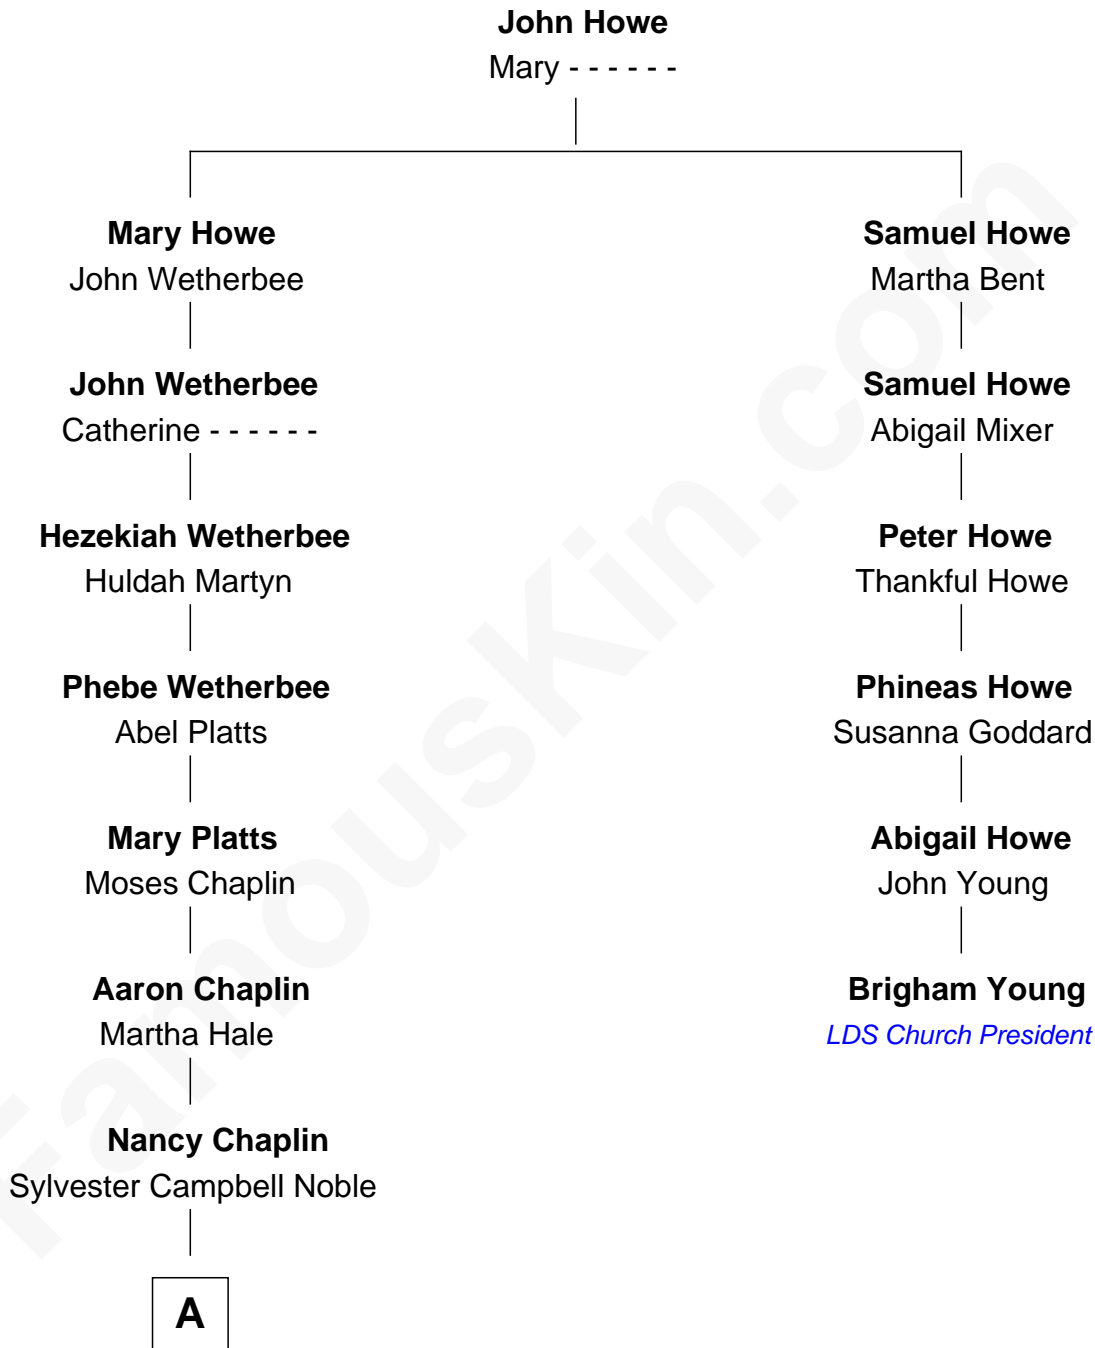 John Howe
Mary - - - - - -
Mary Howe
John Wetherbee
Samuel Howe
Martha Bent
John Wetherbee
Catherine - - - - - -
Samuel Howe
Abigail Mixer
Hezekiah Wetherbee
Huldah Martyn
Peter Howe
Thankful Howe
Phebe Wetherbee
Abel Platts
Phineas Howe
Susanna Goddard
Mary Platts
Moses Chaplin
Abigail Howe
John Young
Aaron Chaplin
Martha Hale
Brigham Young
LDS Church President
Nancy Chaplin
Sylvester Campbell Noble
A
FamousKin.com